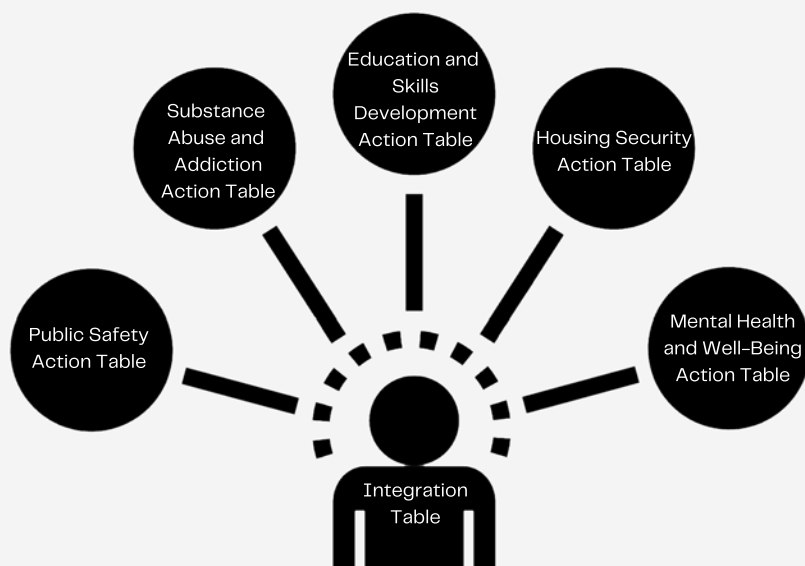 Education and
Skills
Development
Action Table
Substance
Abuse and
Addiction
Action Table
Housing Security
Action Table
Public Safety
Action Table
Mental Health
and Well-Being
Action Table
Integration
Table